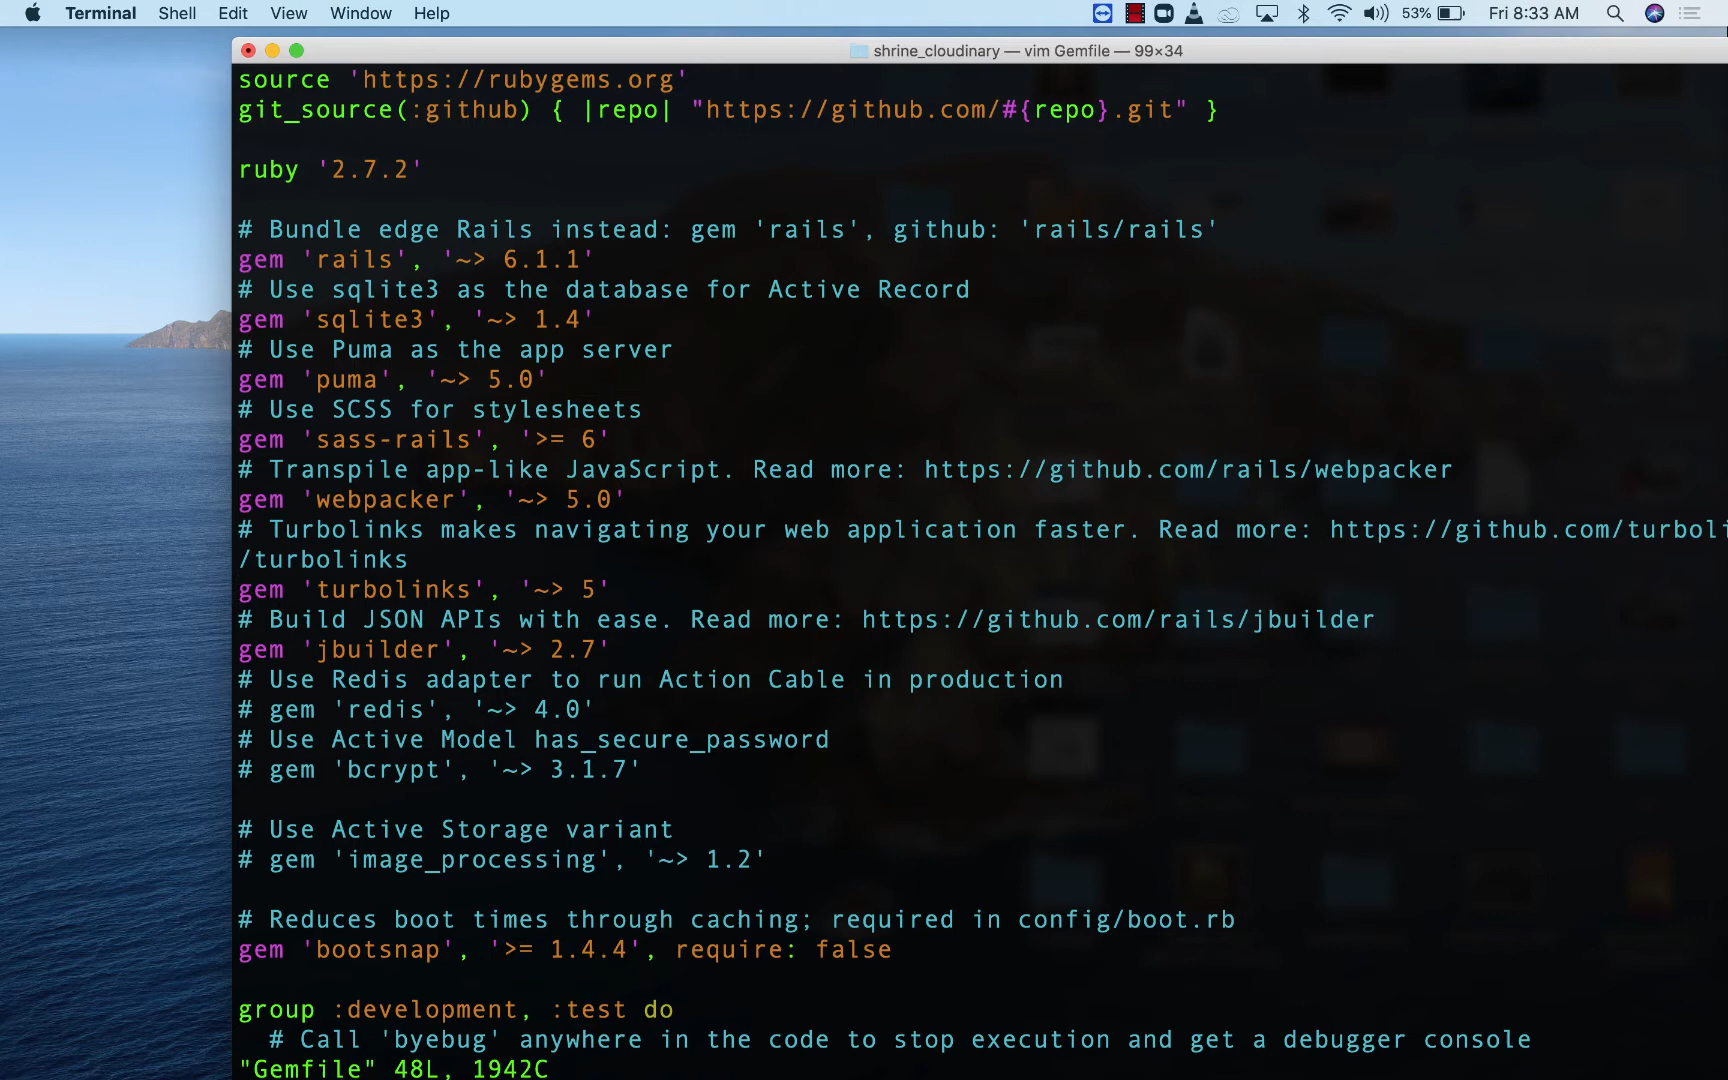 Terminal Shell Edit View Window Help 53% Fri 8:33 AM
shrine_cloudinary — vim Gemfile — 99×34
source 'https://rubygems.org'
git_source(:github) { |repo| "https://github.com/#{repo}.git" }
ruby '2.7.2'
# Bundle edge Rails instead: gem 'rails', github: 'rails/rails'
gem 'rails', '~> 6.1.1'
# Use sqlite3 as the database for Active Record
gem 'sqlite3', '~> 1.4'
# Use Puma as the app server
gem 'puma', '~> 5.0'
# Use SCSS for stylesheets
gem 'sass-rails', '>= 6'
# Transpile app-like JavaScript. Read more: https://github.com/rails/webpacker
gem 'webpacker', '~> 5.0'
# Turbolinks makes navigating your web application faster. Read more: https://github.com/turboli
/turbolinks
gem 'turbolinks', '~> 5'
# Build JSON APIs with ease. Read more: https://github.com/rails/jbuilder
gem 'jbuilder', '~> 2.7'
# Use Redis adapter to run Action Cable in production
# gem 'redis', '~> 4.0'
# Use Active Model has_secure_password
# gem 'bcrypt', '~> 3.1.7'
# Use Active Storage variant
# gem 'image_processing', '~> 1.2'
# Reduces boot times through caching; required in config/boot.rb
gem 'bootsnap', '>= 1.4.4', require: false
group :development, :test do
# Call 'byebug' anywhere in the code to stop execution and get a debugger console
"Gemfile" 48L, 1942C